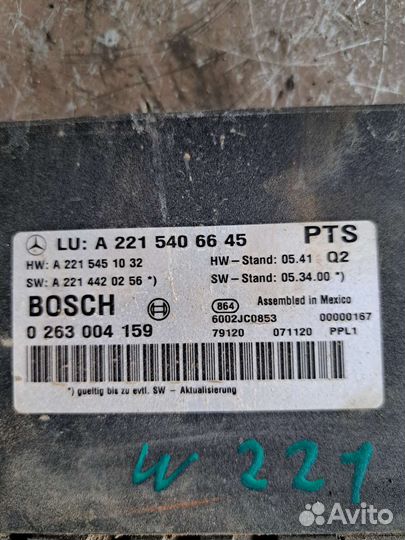 LU: A 221 540 66 45 PTS
HW: A 221 545 10 32 HW-Stand: 05.41 Q2
SW: A 221 442 02 56 *) SW-Stand: 05.34.00 *)
BOSCH 864 Assembled in Mexico
6002JC0853 00000167
0 263 004 159 79120 071120 PPL1
*) gueltig bis zu evtl. SW - Aktualisierung
W 221
Avito